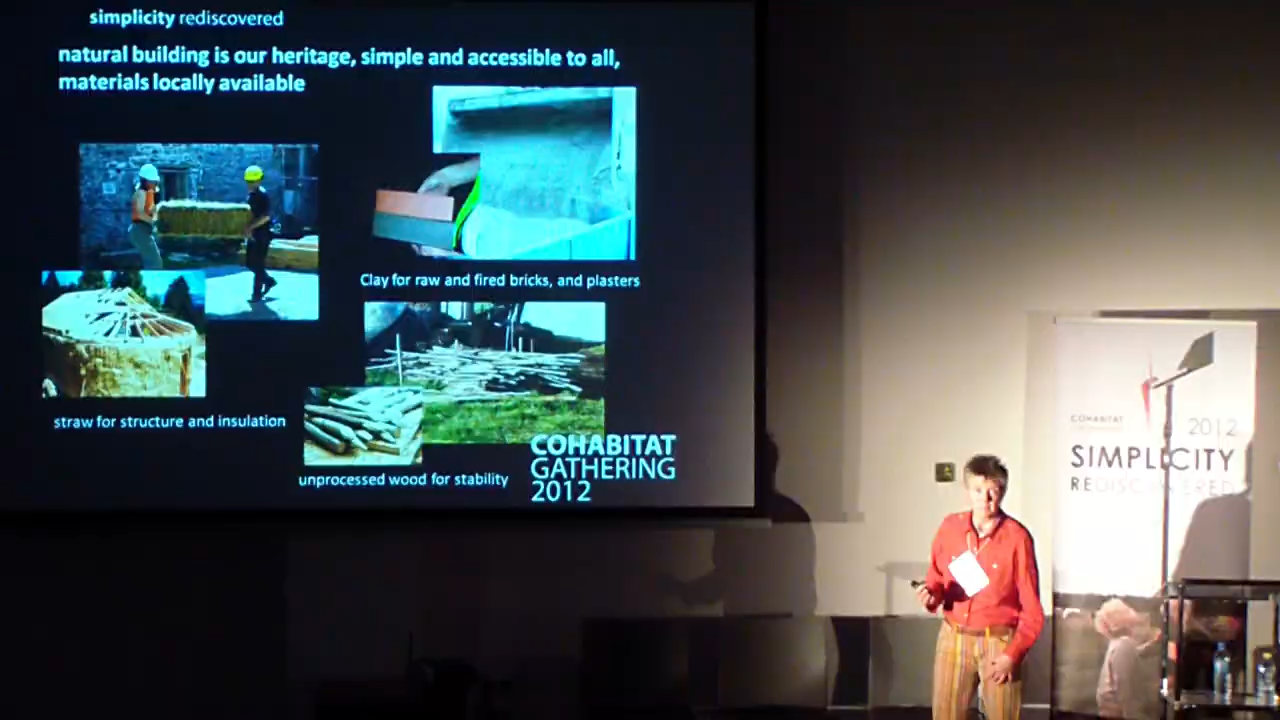 simplicity rediscovered
natural building is our heritage, simple and accessible to all,
materials locally available
Clay for raw and fired bricks, and plasters
straw for structure and insulation
unprocessed wood for stability
COHABITAT
GATHERING
2012
COHABITAT
2012
SIMPLICITY
REDISCOVERED